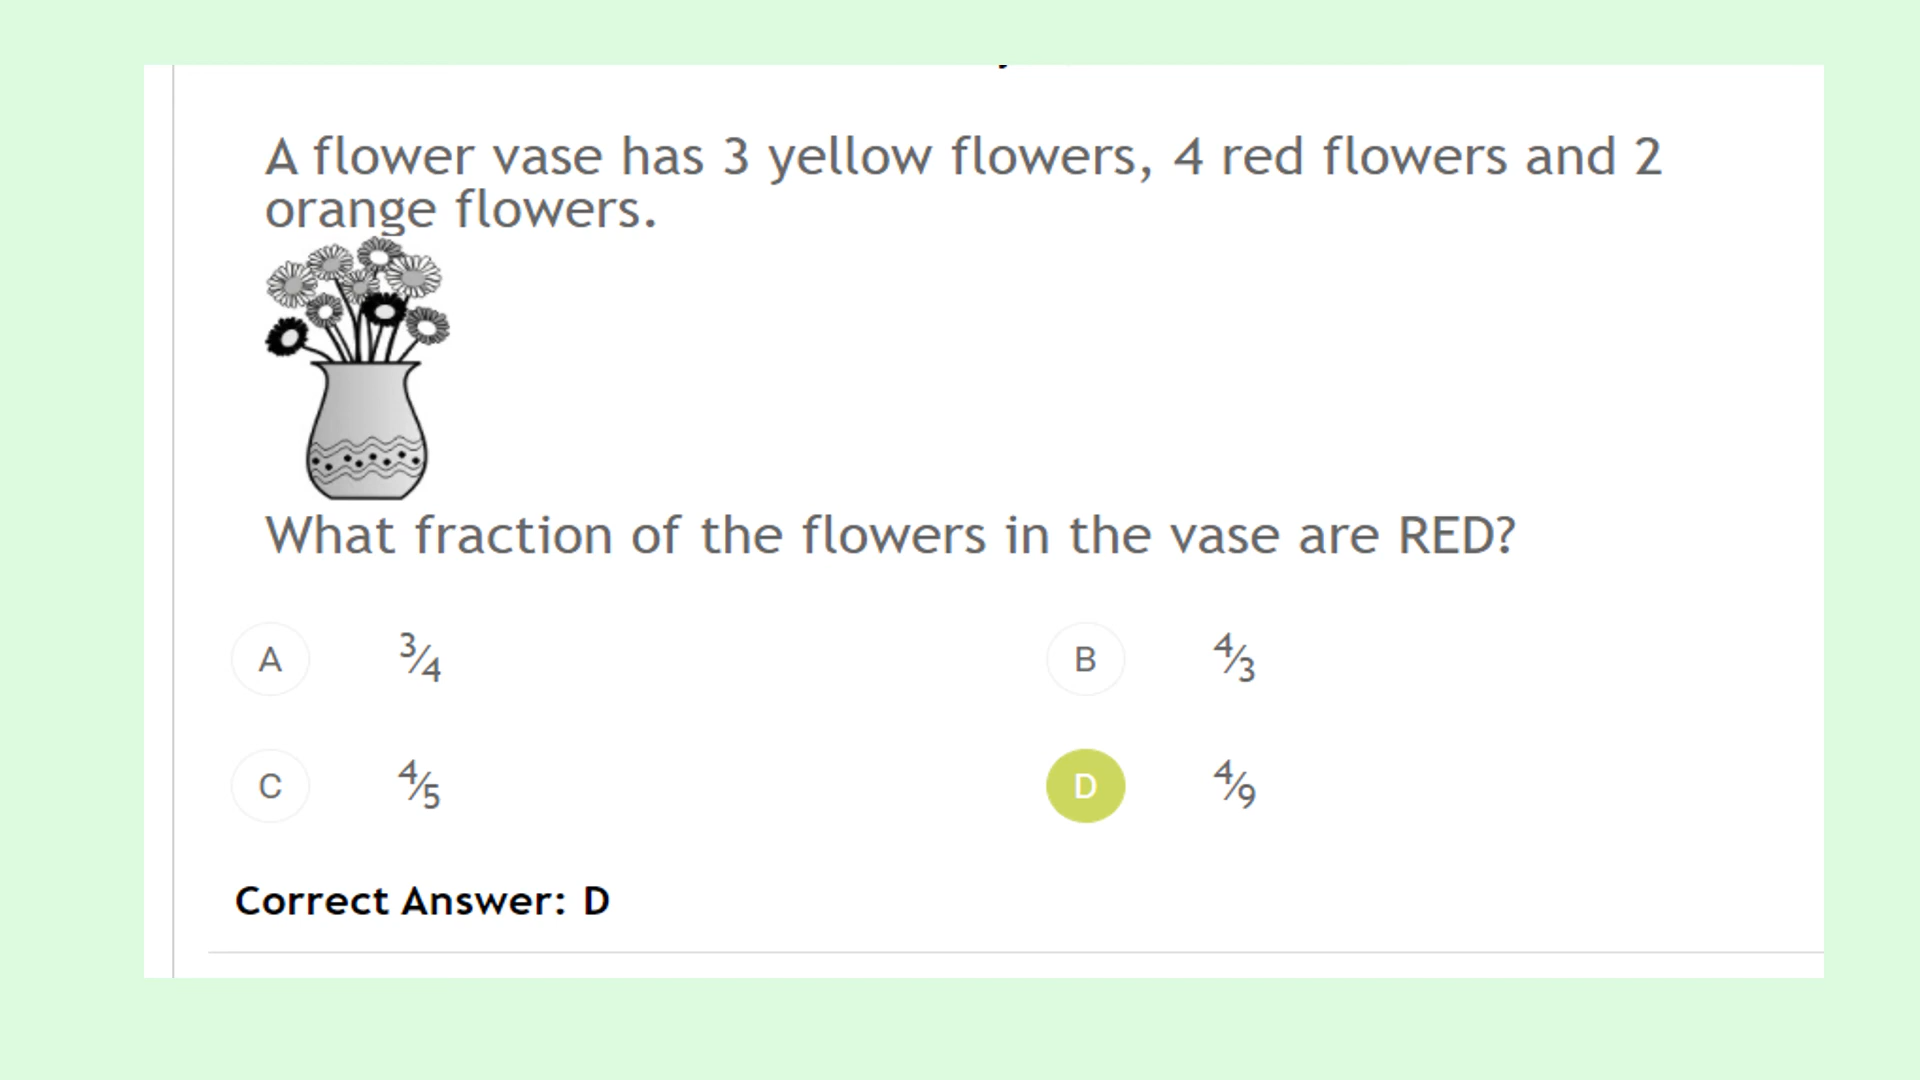 A flower vase has 3 yellow flowers, 4 red flowers and 2
orange flowers.
What fraction of the flowers in the vase are RED?
A 3/4
B 4/3
C 4/5
D 4/9
Correct Answer: D